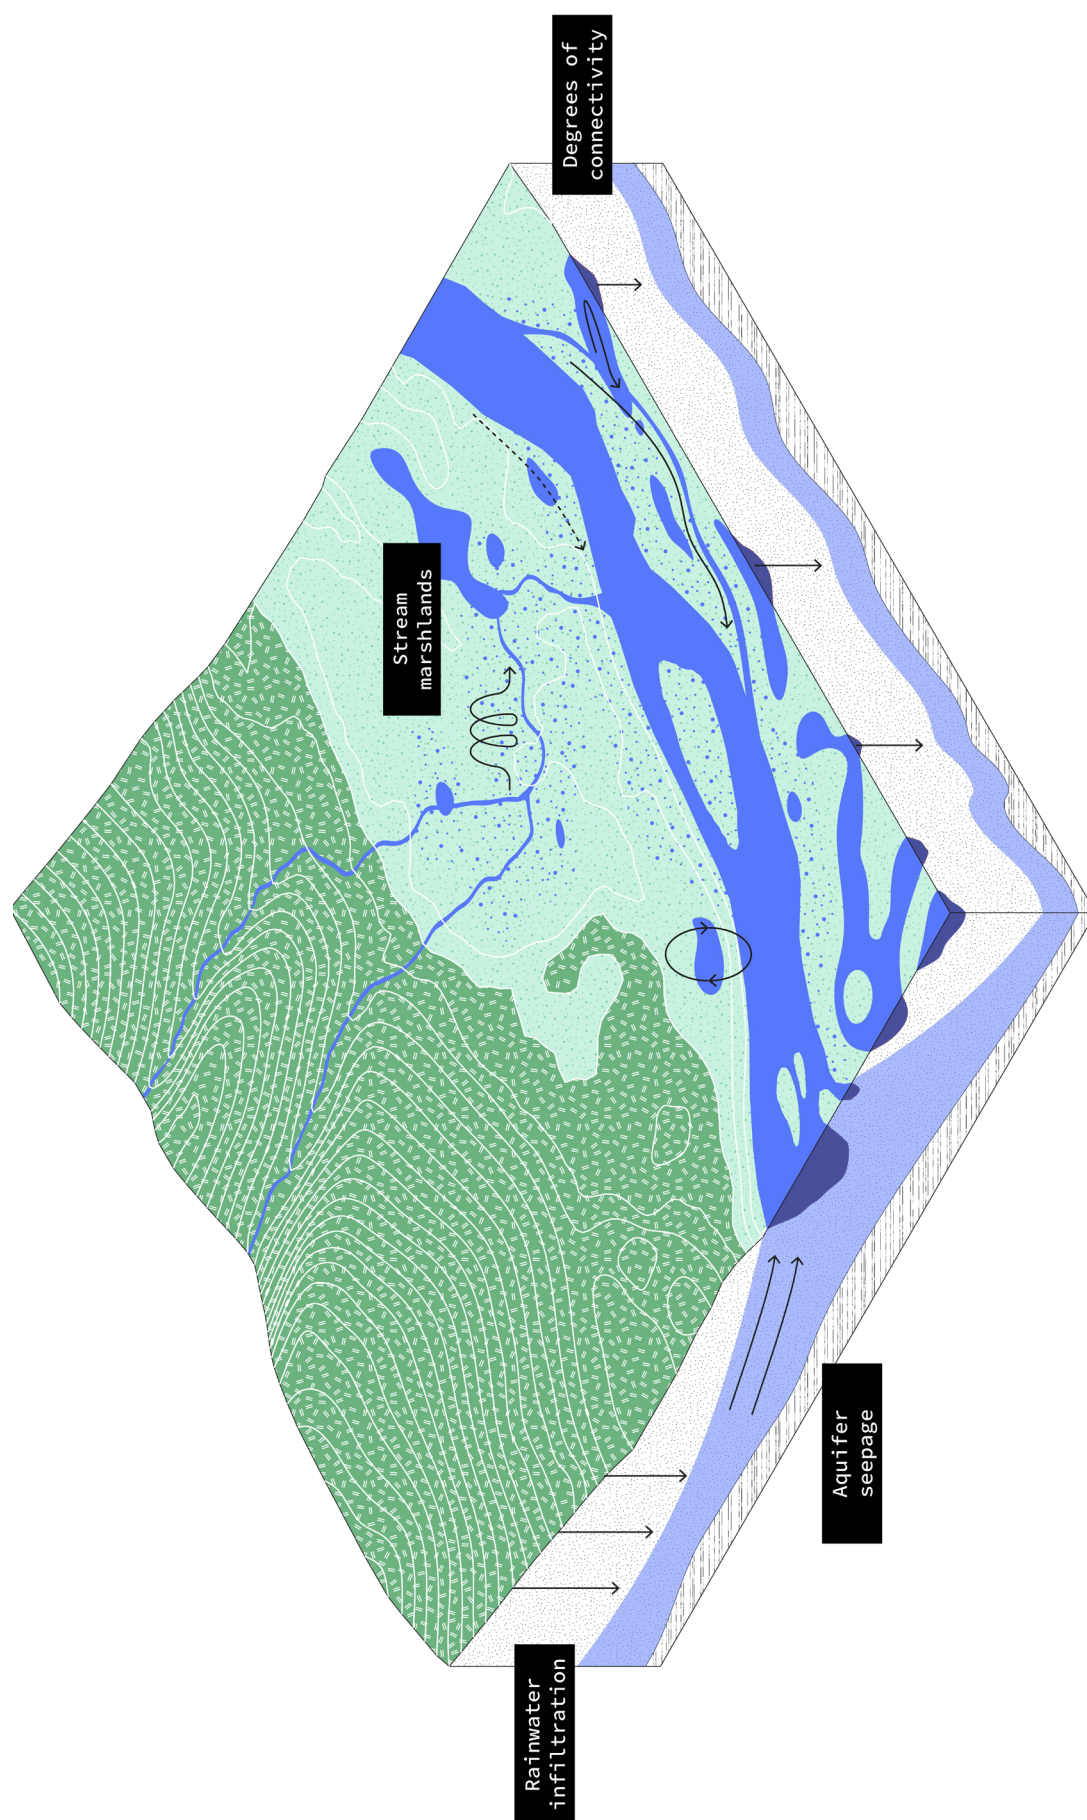 Degrees of
connectivity
Stream
marshlands
Aquifer
seepage
Rainwater
infiltration